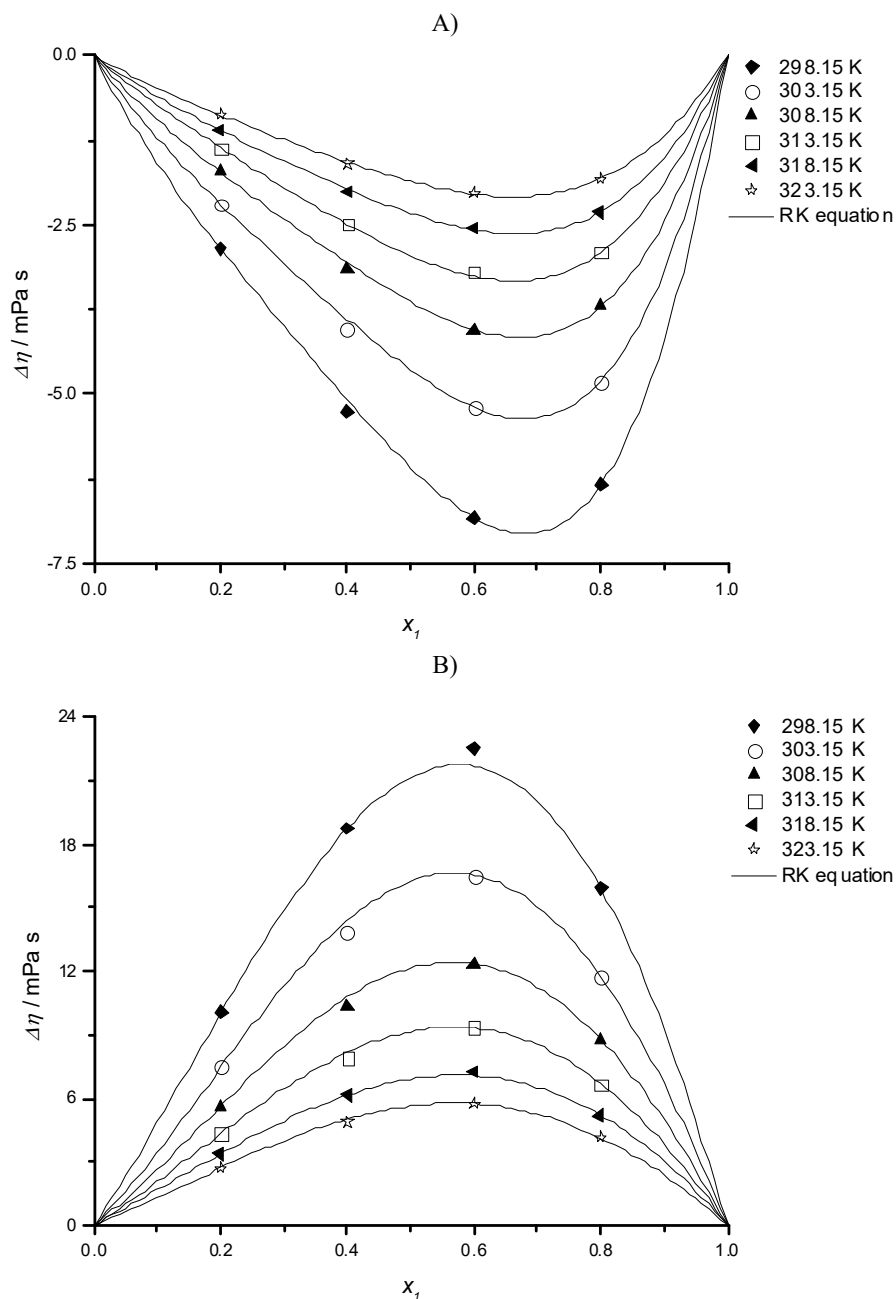 A)
0.0
-2.5
-5.0
-7.5
Δη / mPa s
0.0 0.2 0.4 0.6 0.8 1.0
x1
298.15 K
303.15 K
308.15 K
313.15 K
318.15 K
323.15 K
RK equation
B)
24
18
12
6
0
Δη / mPa s
0.0 0.2 0.4 0.6 0.8 1.0
x1
298.15 K
303.15 K
308.15 K
313.15 K
318.15 K
323.15 K
RK equation